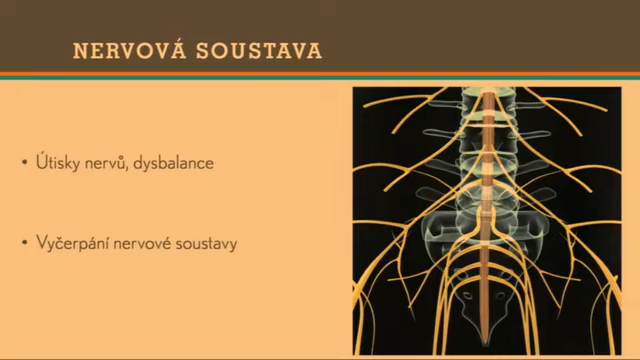 NERVOVÁ SOUSTAVA
• Útisky nervů, dysbalance
• Vyčerpání nervové soustavy